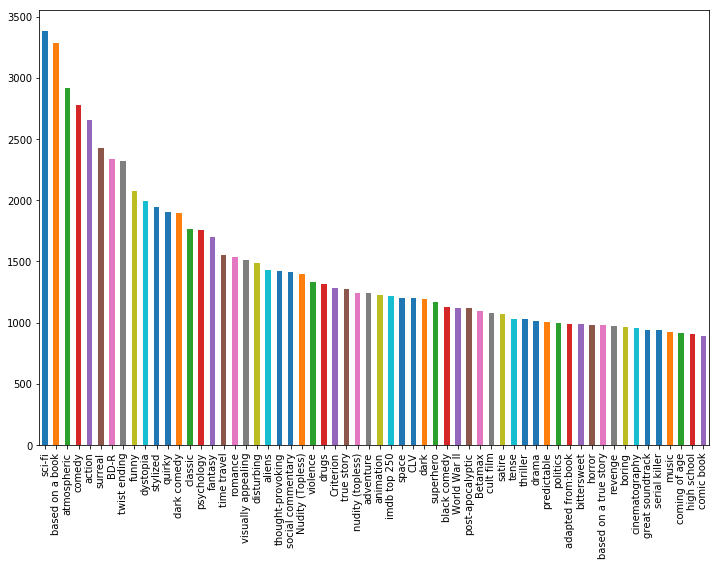 3500
3000
2500
2000
1500
1000
500
0
sci-fi
based on a book
atmospheric
comedy
action
surreal
BD-R
twist ending
funny
dystopia
stylized
quirky
dark comedy
classic
psychology
fantasy
time travel
romance
visually appealing
disturbing
aliens
thought-provoking
social commentary
Nudity (Topless)
violence
drugs
Criterion
true story
nudity (topless)
adventure
animation
imdb top 250
space
CLV
dark
superhero
black comedy
World War II
post-apocalyptic
Betamax
cult film
satire
tense
thriller
drama
predictable
politics
adapted from:book
bittersweet
horror
based on a true story
revenge
boring
cinematography
great soundtrack
serial killer
music
coming of age
high school
comic book